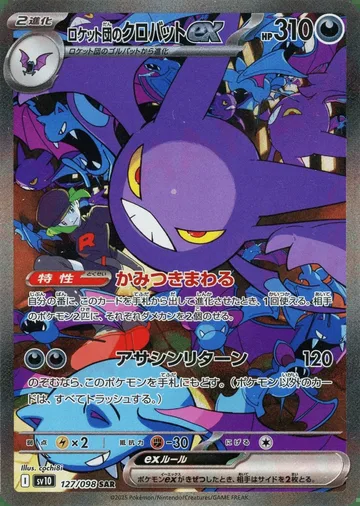 2進化
ロケット団のクロバットex
HP310
ロケット団のゴルバットから進化
R
特性
とくせい
かみつきまわる
自分の番に、このカードを手札から出して進化させたとき、1回使える。相手
のポケモン2匹に、それぞれダメカンを2個のせる。
アサシンリターン 120
のぞむなら、このポケモンを手札にもどす。(ポケモン以外のカー
ドは、すべてトラッシュする。)
弱点 ×2 抵抗力 -30 にげる
Illus. cochi8i
I sv10 127/098 SAR
exルール
ポケモンexがきぜつしたとき、相手はサイドを2枚とる。
©2025 Pokémon/Nintendo/Creatures/GAME FREAK